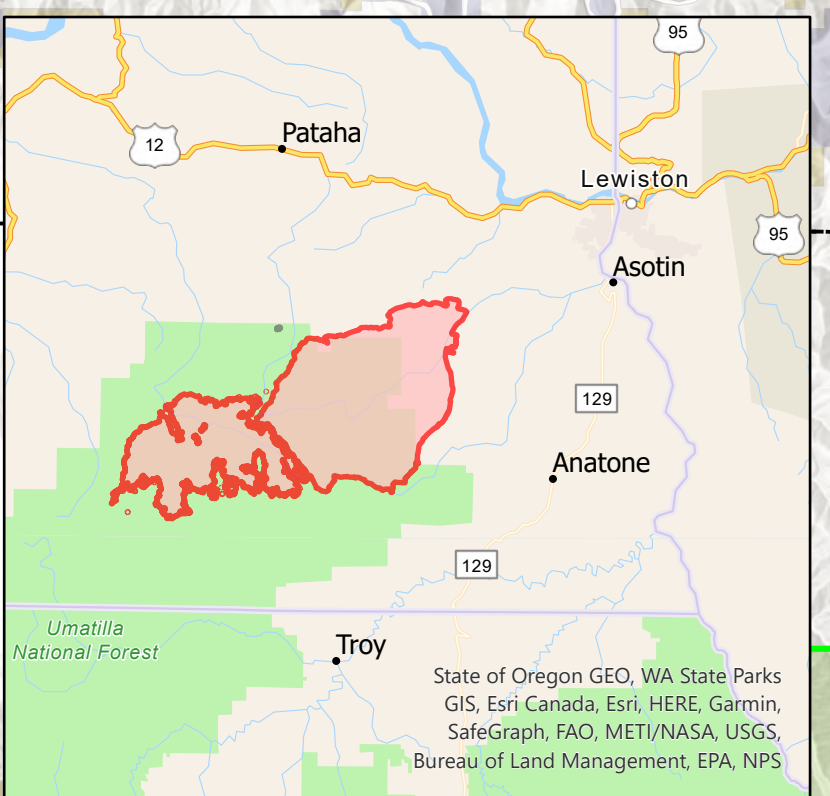 95
Pataha
12
Lewiston
95
Asotin
129
Anatone
129
Umatilla
National Forest
Troy
State of Oregon GEO, WA State Parks
GIS, Esri Canada, Esri, HERE, Garmin,
SafeGraph, FAO, METI/NASA, USGS,
Bureau of Land Management, EPA, NPS